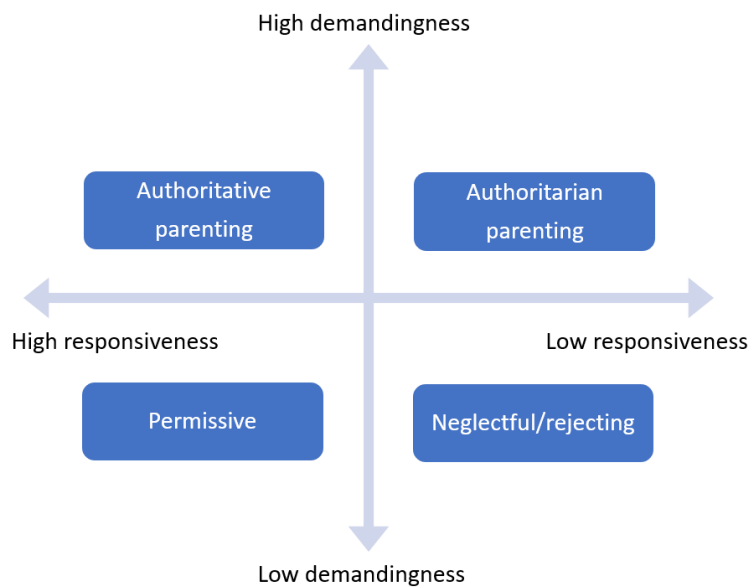 High demandingness
Authoritative
parenting
Authoritarian
parenting
High responsiveness
Low responsiveness
Permissive
Neglectful/rejecting
Low demandingness